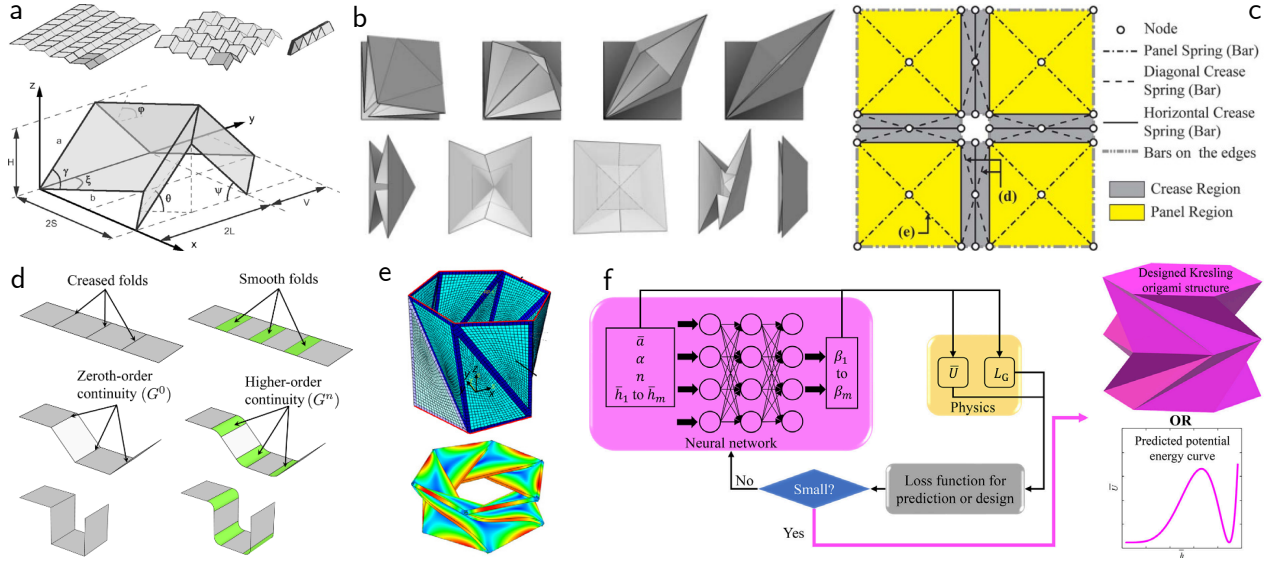 a
z
y
x
H
a
b
γ
ξ
φ
θ
ψ
2S
2L
V
b
c
Node
Panel Spring (Bar)
Diagonal Crease
Spring (Bar)
Horizontal Crease
Spring (Bar)
Bars on the edges
Crease Region
Panel Region
(d)
(e)
d
Creased folds
Smooth folds
Zeroth-order
continuity (G⁰)
Higher-order
continuity (Gⁿ)
e
f
ā
α
n
h̄₁ to h̄ₘ
β₁
to
βₘ
Neural network
Ū
L_G
Physics
Loss function for
prediction or design
Small?
No
Yes
Designed Kresling
origami structure
OR
Predicted potential
energy curve
Ū
h̄